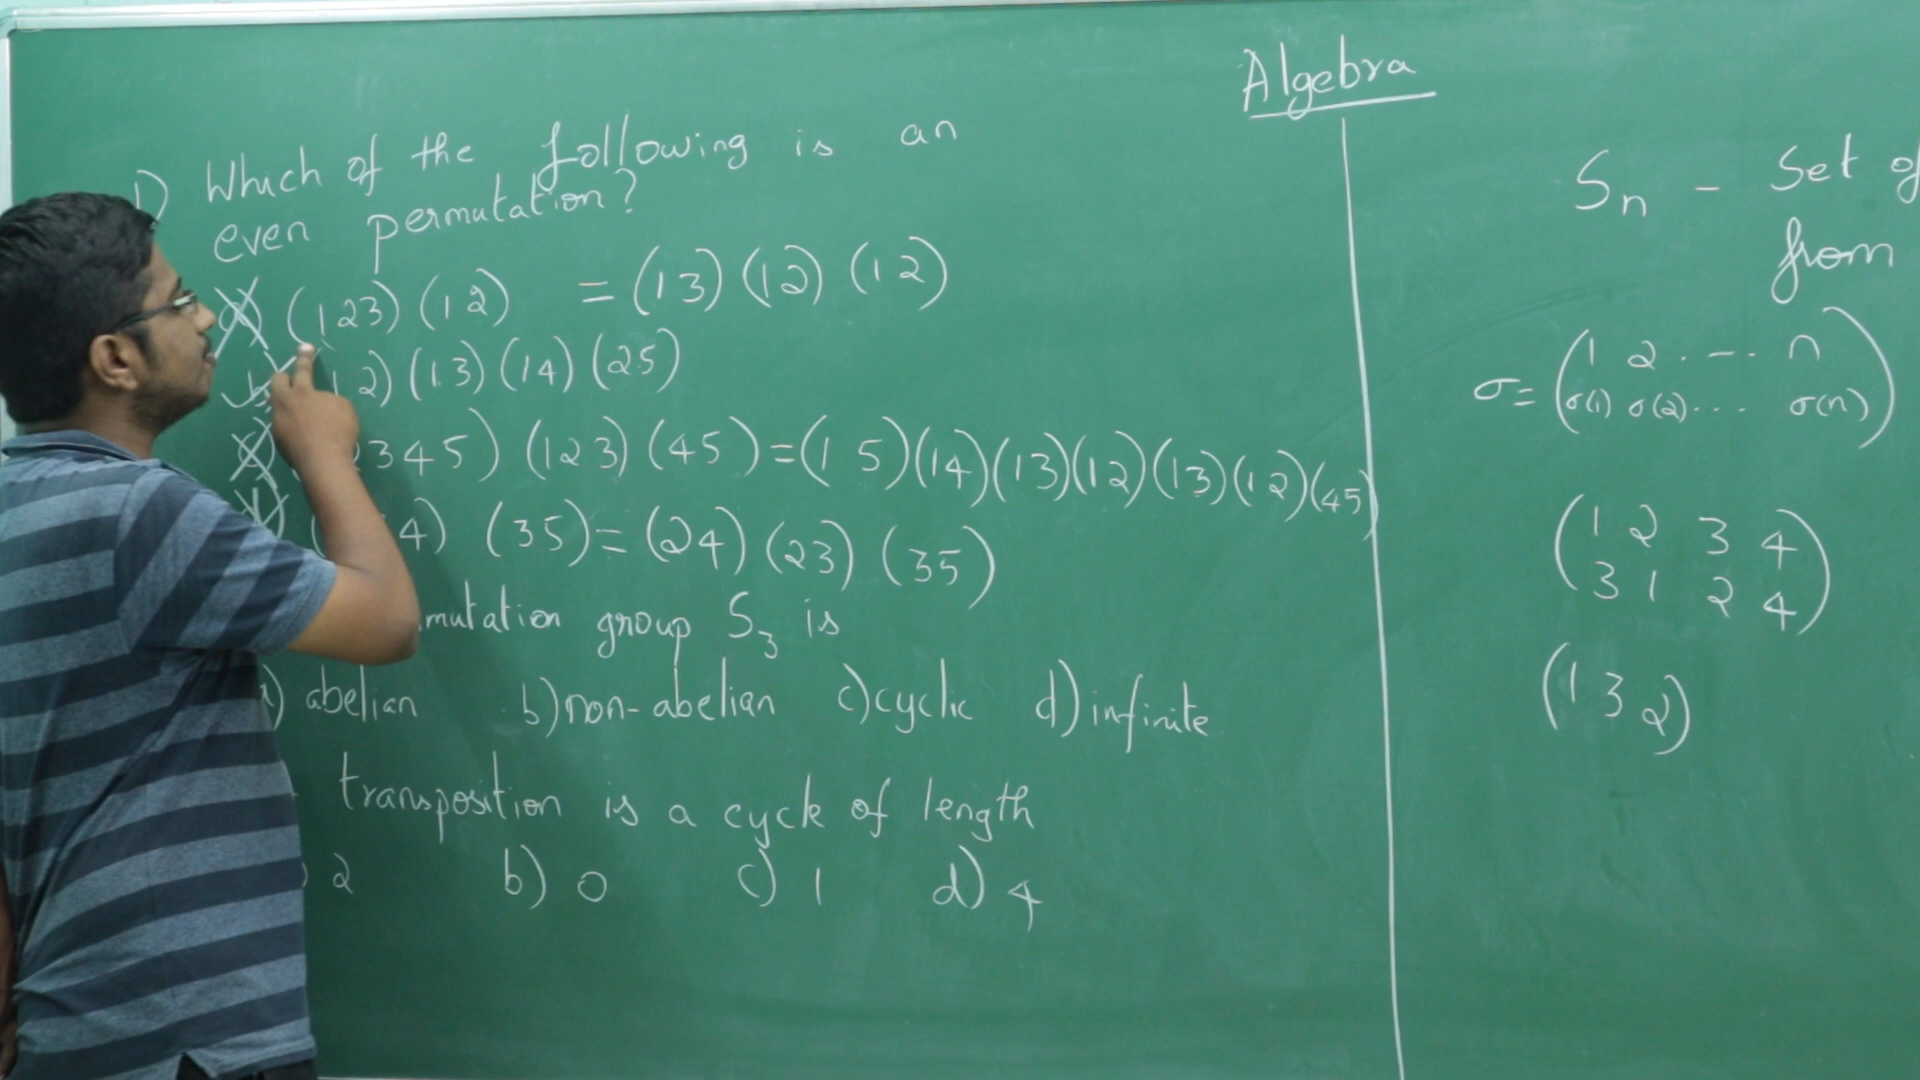 Algebra
1) Which of the following is an
even permutation?
a) (123) (12) = (13) (12) (12)
b) (12) (13) (14) (25)
2345) (123) (45) = (15)(14)(13)(12)(13)(12)(45)
4) (35) = (24) (23) (35)
mutation group S₃ is
a) abelian b) non-abelian c) cyclic d) infinite
transposition is a cycle of length
2 b) 0 c) 1 d) 4
Sₙ - Set of
from
σ = (1 2 . - - . n
σ(1) σ(2) . . . σ(n))
(1 2 3 4
3 1 2 4)
(1 3 2)